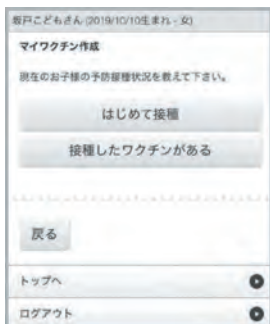 坂戸こどもさん(2019/10/10生まれ - 女)
マイワクチン作成
現在のお子様の予防接種状況を教えて下さい。
はじめて接種
接種したワクチンがある
戻る
トップへ
ログアウト